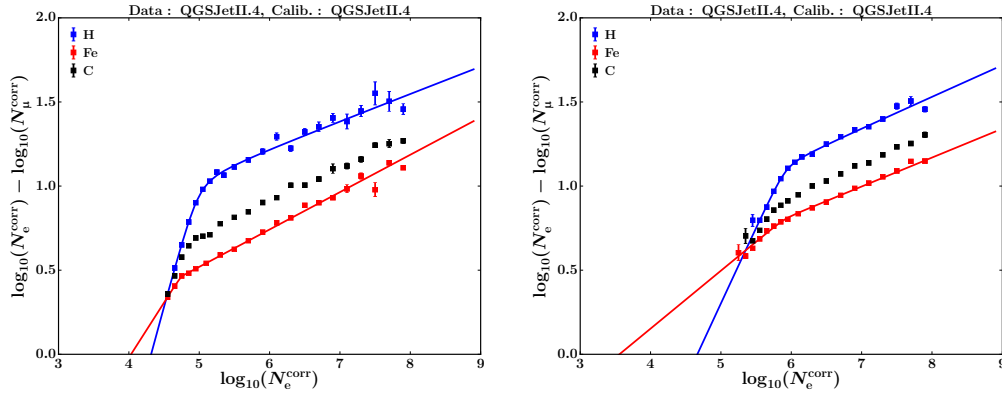 Data : QGSJetII.4, Calib. : QGSJetII.4
H
Fe
C
log₁₀(Nₑᶜᵒʳʳ) − log₁₀(N_μᶜᵒʳʳ)
2.0
1.5
1.0
0.5
0.0
3 4 5 6 7 8 9
log₁₀(Nₑᶜᵒʳʳ)
Data : QGSJetII.4, Calib. : QGSJetII.4
H
Fe
C
log₁₀(Nₑᶜᵒʳʳ) − log₁₀(N_μᶜᵒʳʳ)
2.0
1.5
1.0
0.5
0.0
3 4 5 6 7 8 9
log₁₀(Nₑᶜᵒʳʳ)